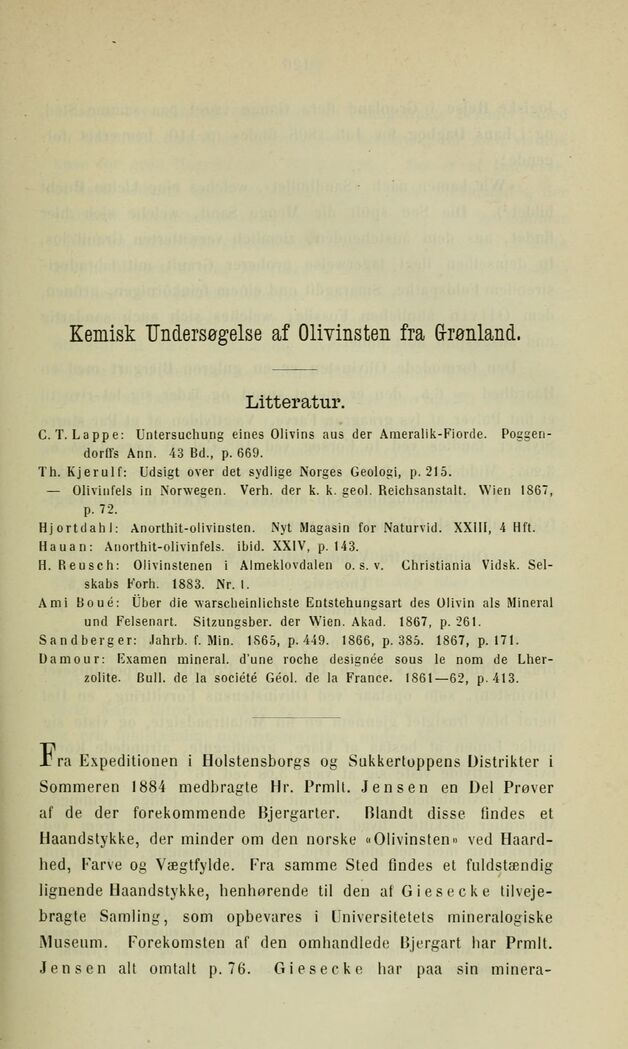 Kemisk Undersøgelse af Olivinsten fra Grønland.
Litteratur.
C. T. Lappe: Untersuchung eines Olivins aus der Ameralik-Fiorde. Poggen-
dorffs Ann. 43 Bd., p. 669.
Th. Kjerulf: Udsigt over det sydlige Norges Geologi, p. 215.
— Olivinfels in Norwegen. Verh. der k. k. geol. Reichsanstalt. Wien 1867,
p. 72.
Hjortdahl: Anorthit-olivinsten. Nyt Magasin for Naturvid. XXIII, 4 Hft.
Hauan: Anorthit-olivinfels. ibid. XXIV, p. 143.
H. Reusch: Olivinstenen i Almeklovdalen o. s. v. Christiania Vidsk. Sel-
skabs Forh. 1883. Nr. 1.
Ami Boué: Über die warscheinlichste Entstehungsart des Olivin als Mineral
und Felsenart. Sitzungsber. der Wien. Akad. 1867, p. 261.
Sandberger: Jahrb. f. Min. 1865, p. 449. 1866, p. 385. 1867, p. 171.
Damour: Examen mineral. d'une roche designée sous le nom de Lher-
zolite. Bull. de la société Géol. de la France. 1861—62, p. 413.
Fra Expeditionen i Holstensborgs og Sukkertoppens Distrikter i
Sommeren 1884 medbragte Hr. Prmlt. Jensen en Del Prøver
af de der forekommende Bjergarter. Blandt disse findes et
Haandstykke, der minder om den norske «Olivinsten» ved Haard-
hed, Farve og Vægtfylde. Fra samme Sted findes et fuldstændig
lignende Haandstykke, henhørende til den af Giesecke tilveje-
bragte Samling, som opbevares i Universitetets mineralogiske
Museum. Forekomsten af den omhandlede Bjergart har Prmlt.
Jensen alt omtalt p. 76. Giesecke har paa sin minera-